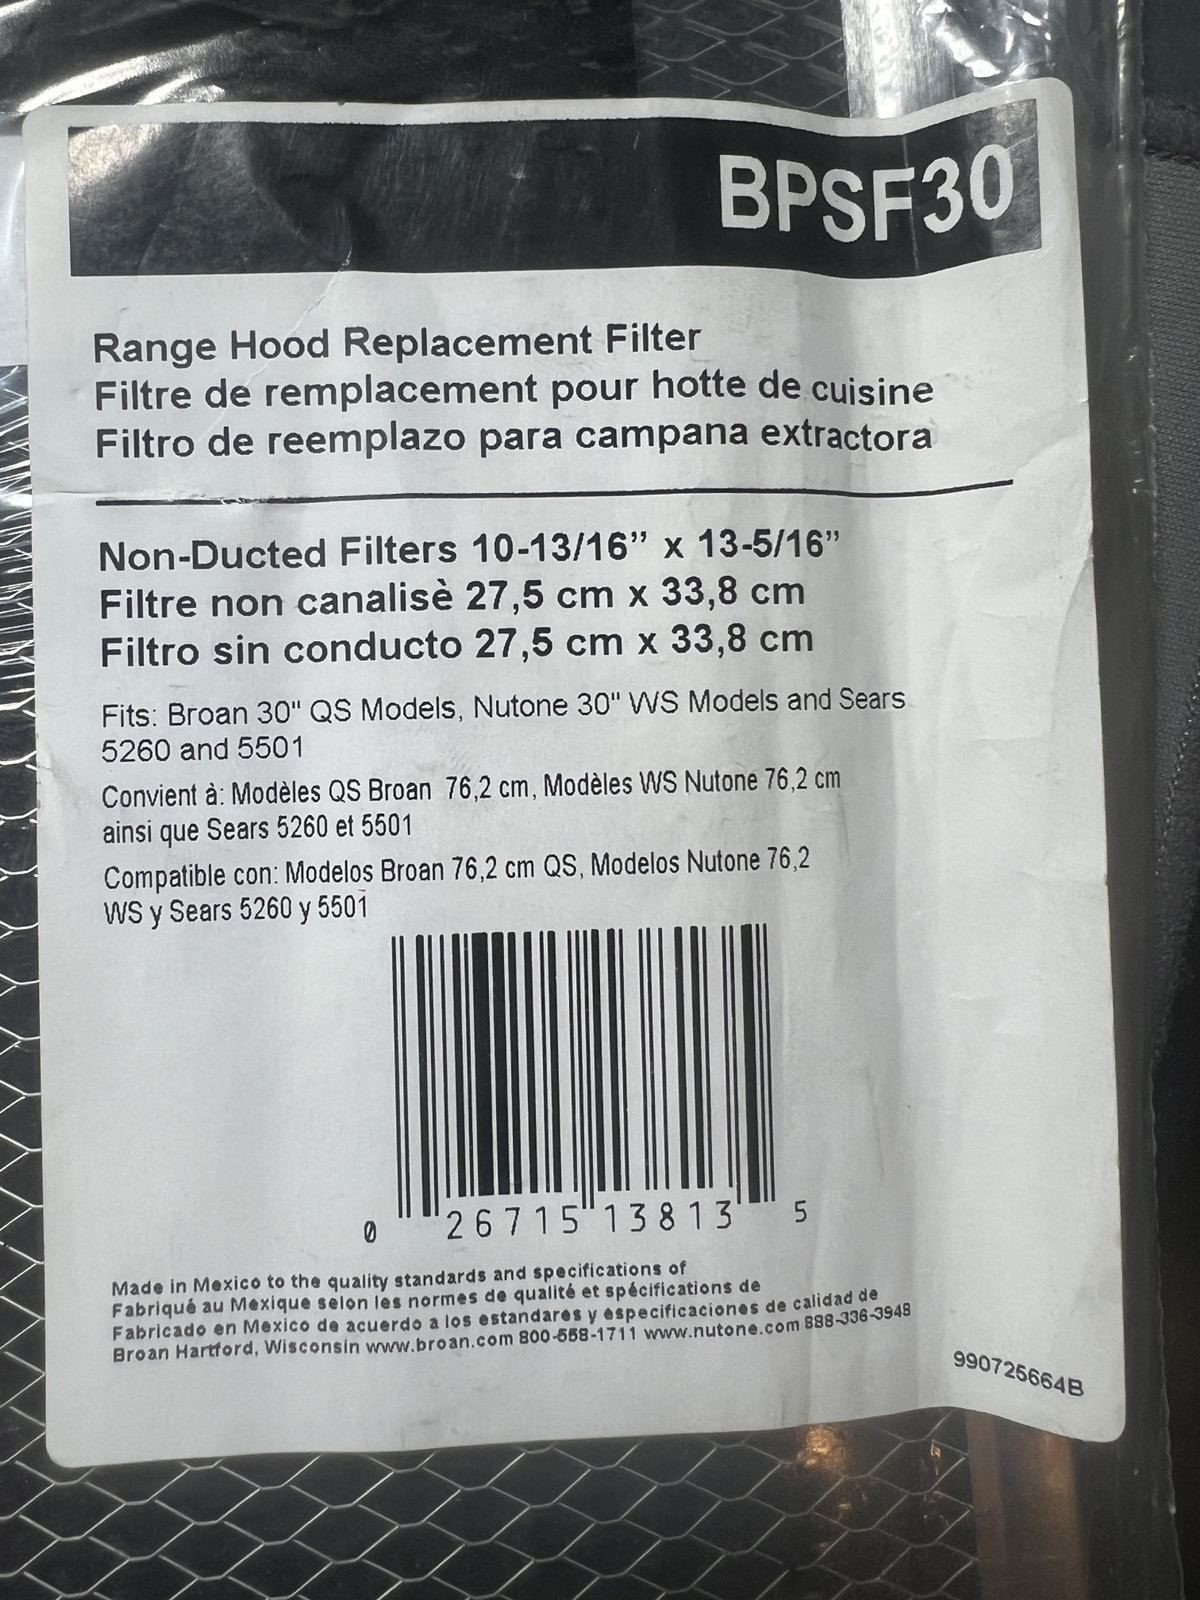 BPSF30
Range Hood Replacement Filter
Filtre de remplacement pour hotte de cuisine
Filtro de reemplazo para campana extractora
Non-Ducted Filters 10-13/16” x 13-5/16”
Filtre non canalisè 27,5 cm x 33,8 cm
Filtro sin conducto 27,5 cm x 33,8 cm
Fits: Broan 30" QS Models, Nutone 30" WS Models and Sears
5260 and 5501
Convient à: Modèles QS Broan 76,2 cm, Modèles WS Nutone 76,2 cm
ainsi que Sears 5260 et 5501
Compatible con: Modelos Broan 76,2 cm QS, Modelos Nutone 76,2
WS y Sears 5260 y 5501
0 26715 13813 5
Made in Mexico to the quality standards and specifications of
Fabriqué au Mexique selon les normes de qualité et spécifications de
Fabricado en Mexico de acuerdo a los estandares y especificaciones de calidad de
Broan Hartford, Wisconsin www.broan.com 800-558-1711 www.nutone.com 888-336-3948
990725664B